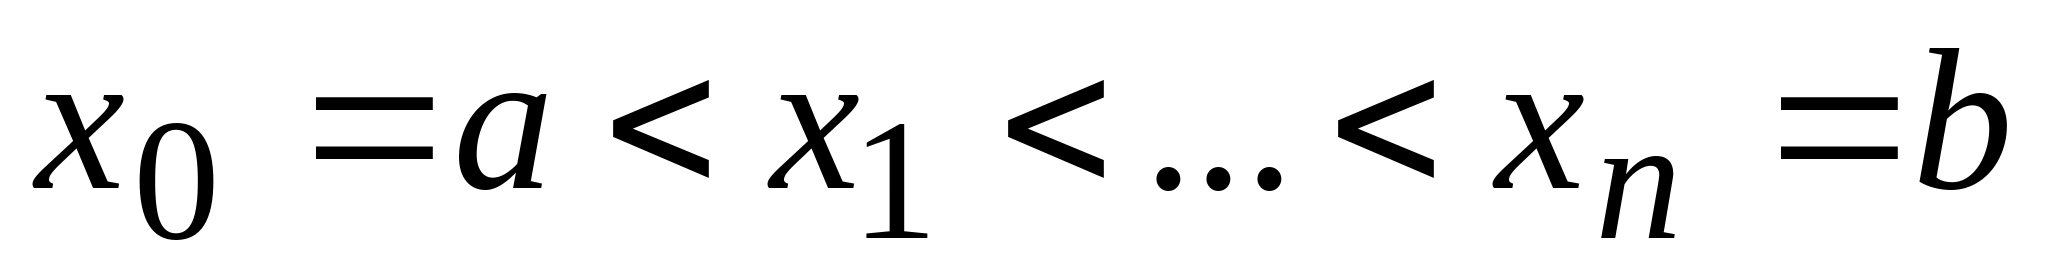 x₀ = a < x₁ < ... < xₙ = b